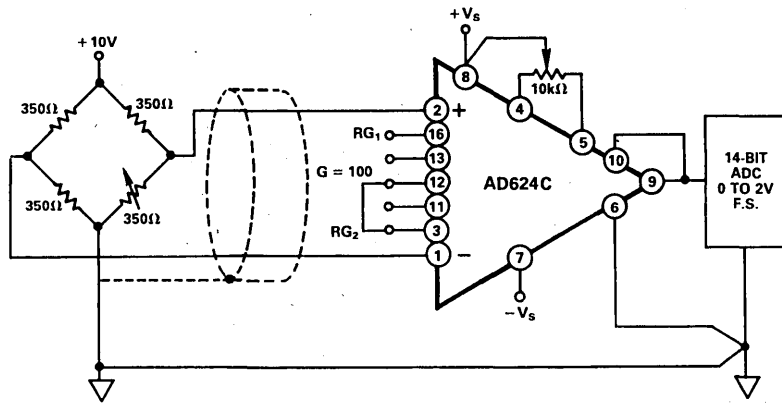 +10V
350Ω
350Ω
350Ω
350Ω
+VS
8
10kΩ
4
5
2
+
RG1
16
13
G = 100
12
11
RG2
3
1
−
AD624C
10
9
6
7
−VS
14-BIT
ADC
0 TO 2V
F.S.